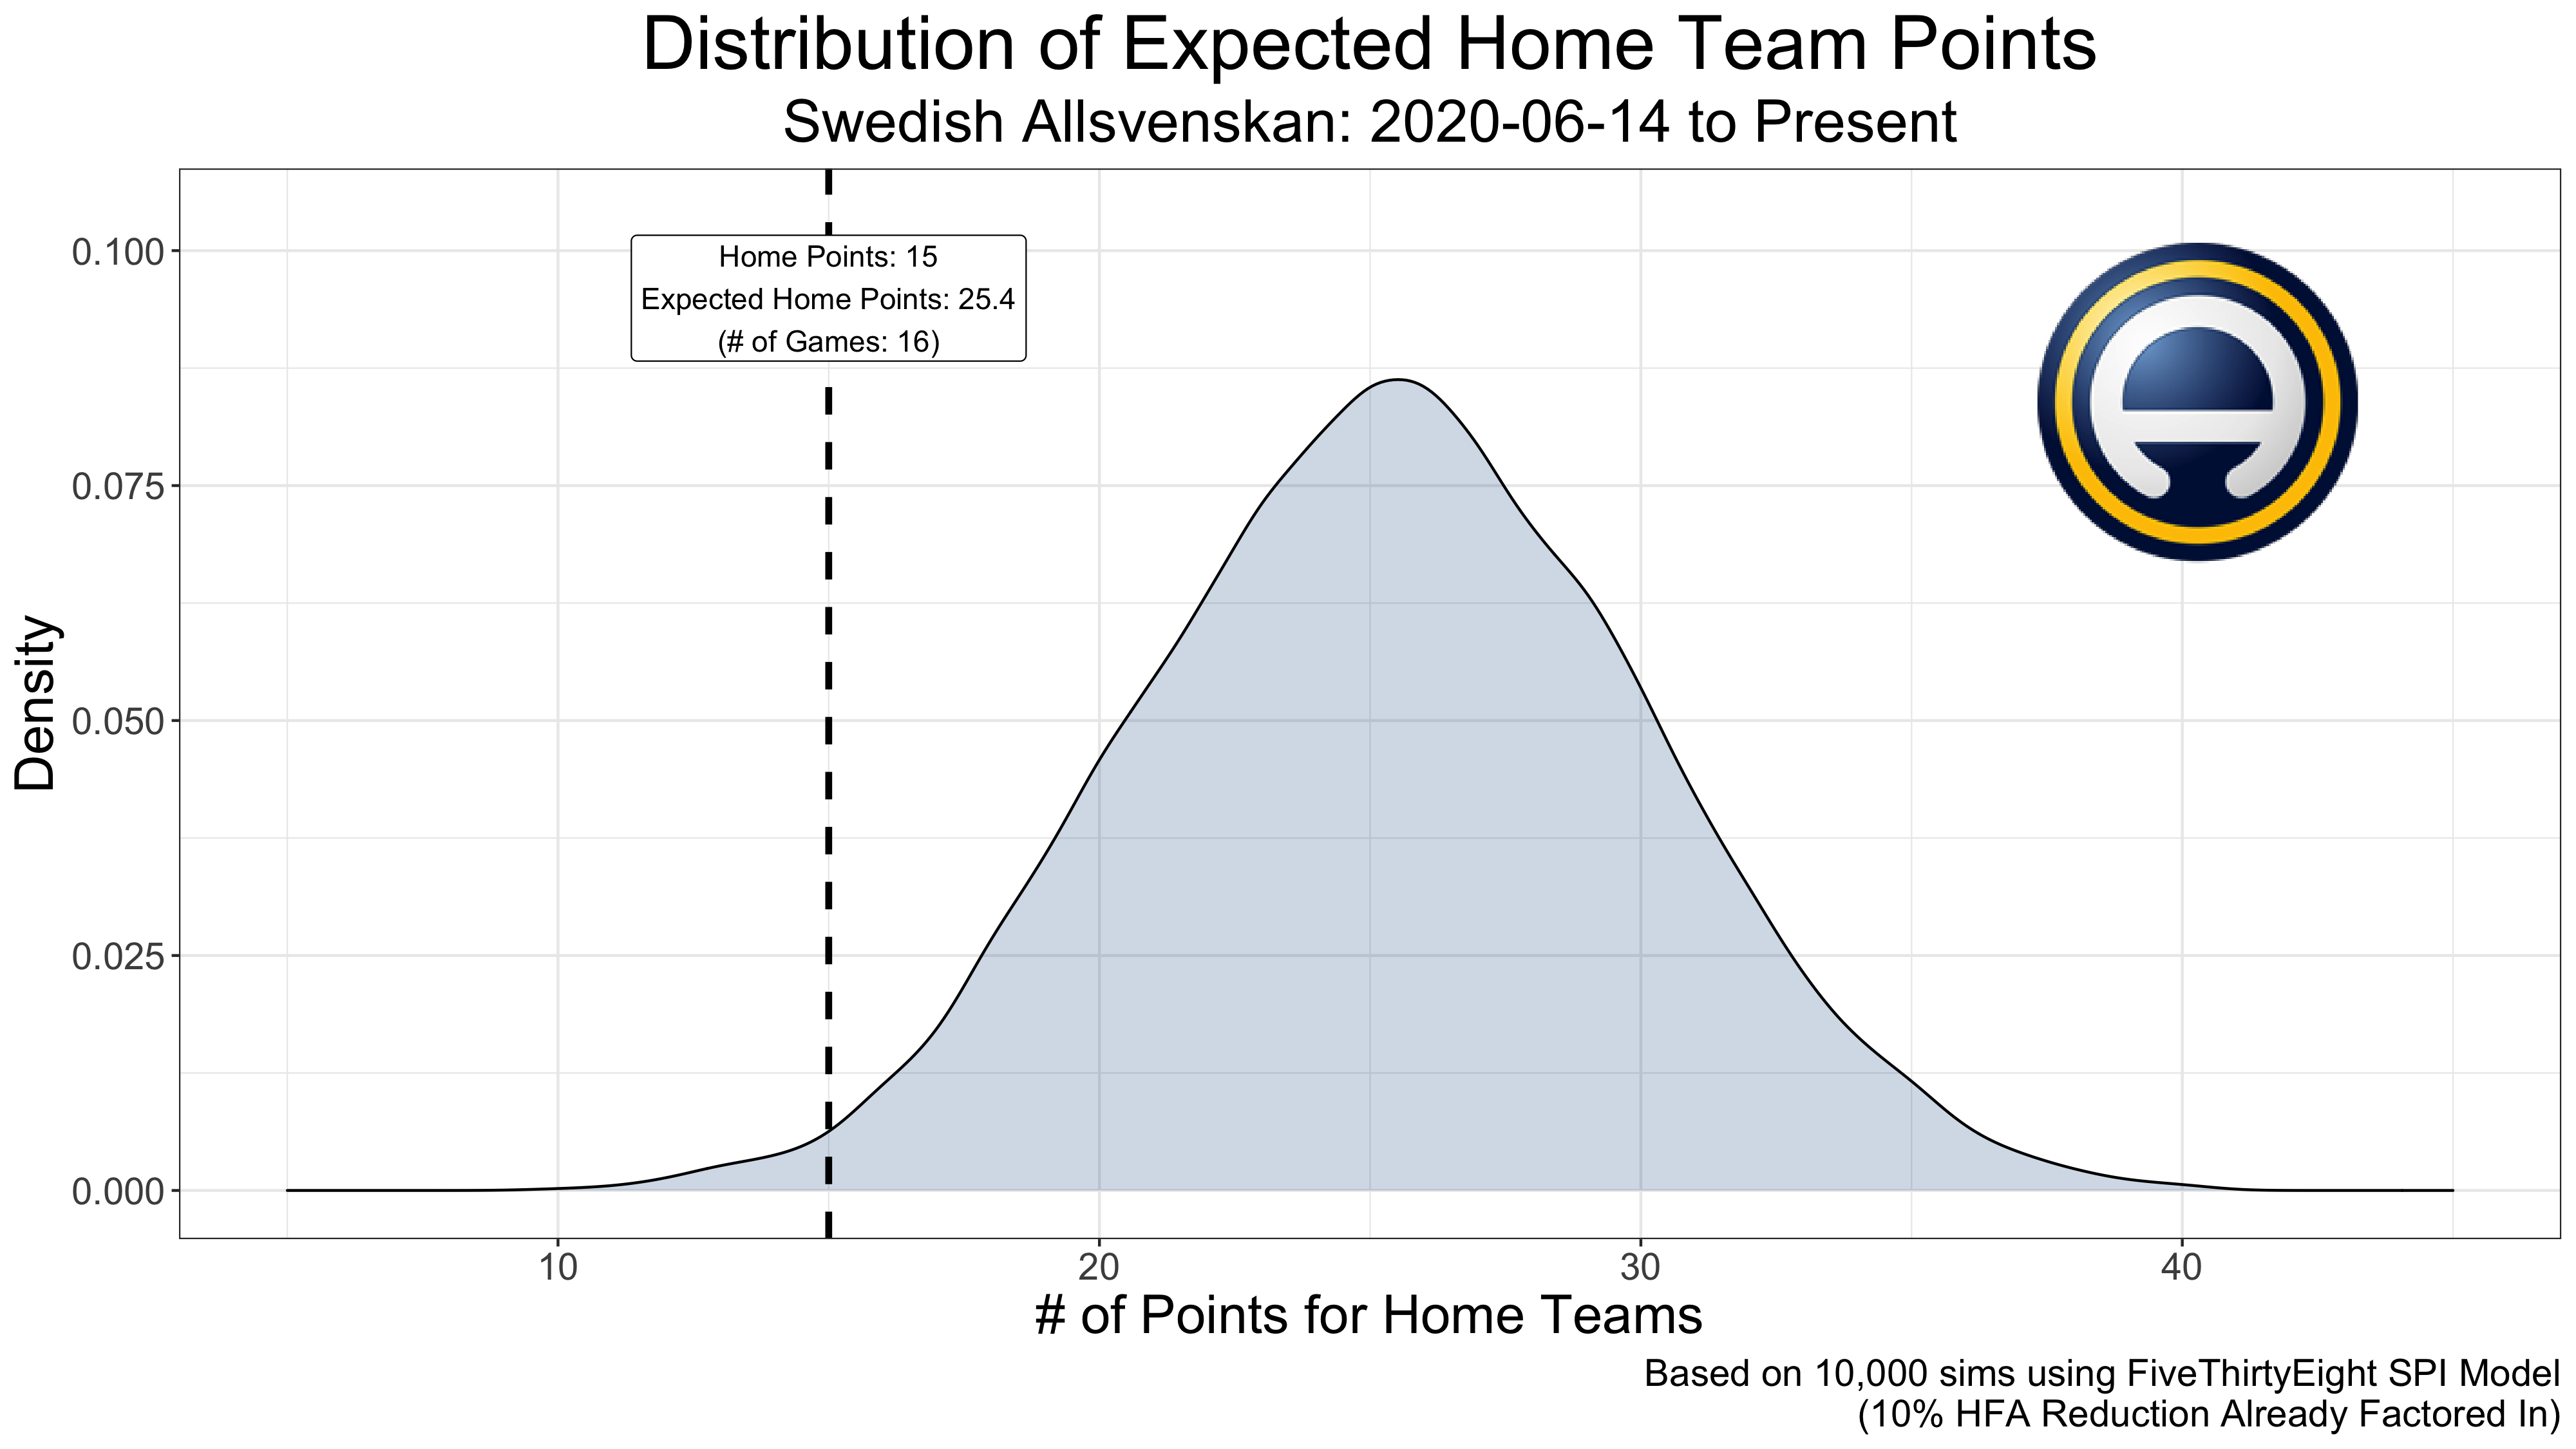 Distribution of Expected Home Team Points
Swedish Allsvenskan: 2020-06-14 to Present
Home Points: 15
Expected Home Points: 25.4
(# of Games: 16)
Density
0.100
0.075
0.050
0.025
0.000
10
20
30
40
# of Points for Home Teams
Based on 10,000 sims using FiveThirtyEight SPI Model
(10% HFA Reduction Already Factored In)